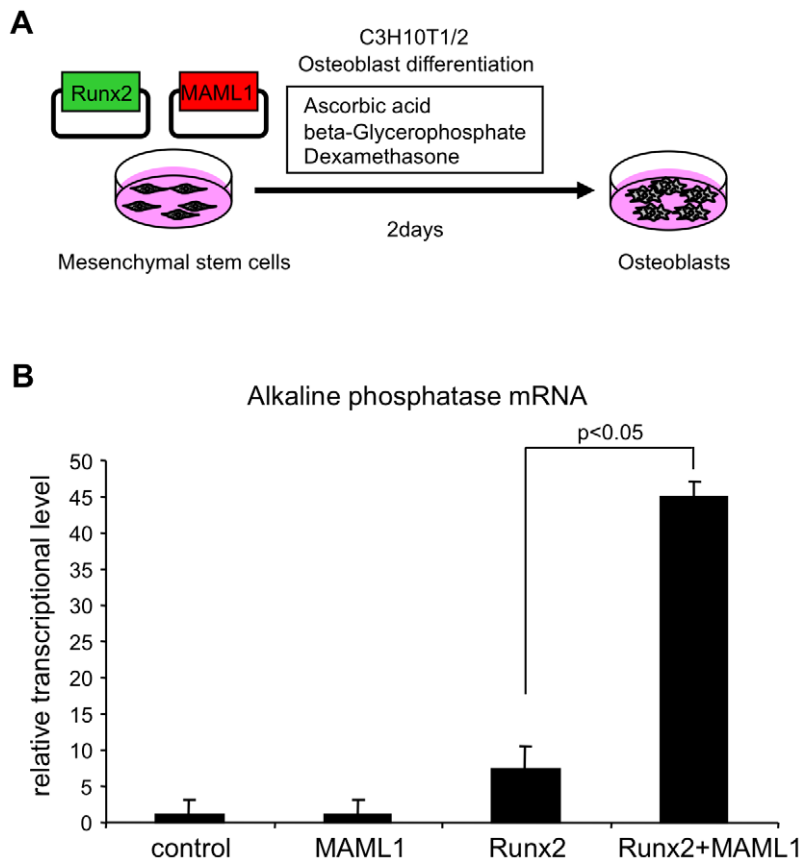 A
C3H10T1/2
Osteoblast differentiation
Runx2
MAML1
Ascorbic acid
beta-Glycerophosphate
Dexamethasone
2days
Mesenchymal stem cells
Osteoblasts
B
Alkaline phosphatase mRNA
p<0.05
relative transcriptional level
50
45
40
35
30
25
20
15
10
5
0
control
MAML1
Runx2
Runx2+MAML1